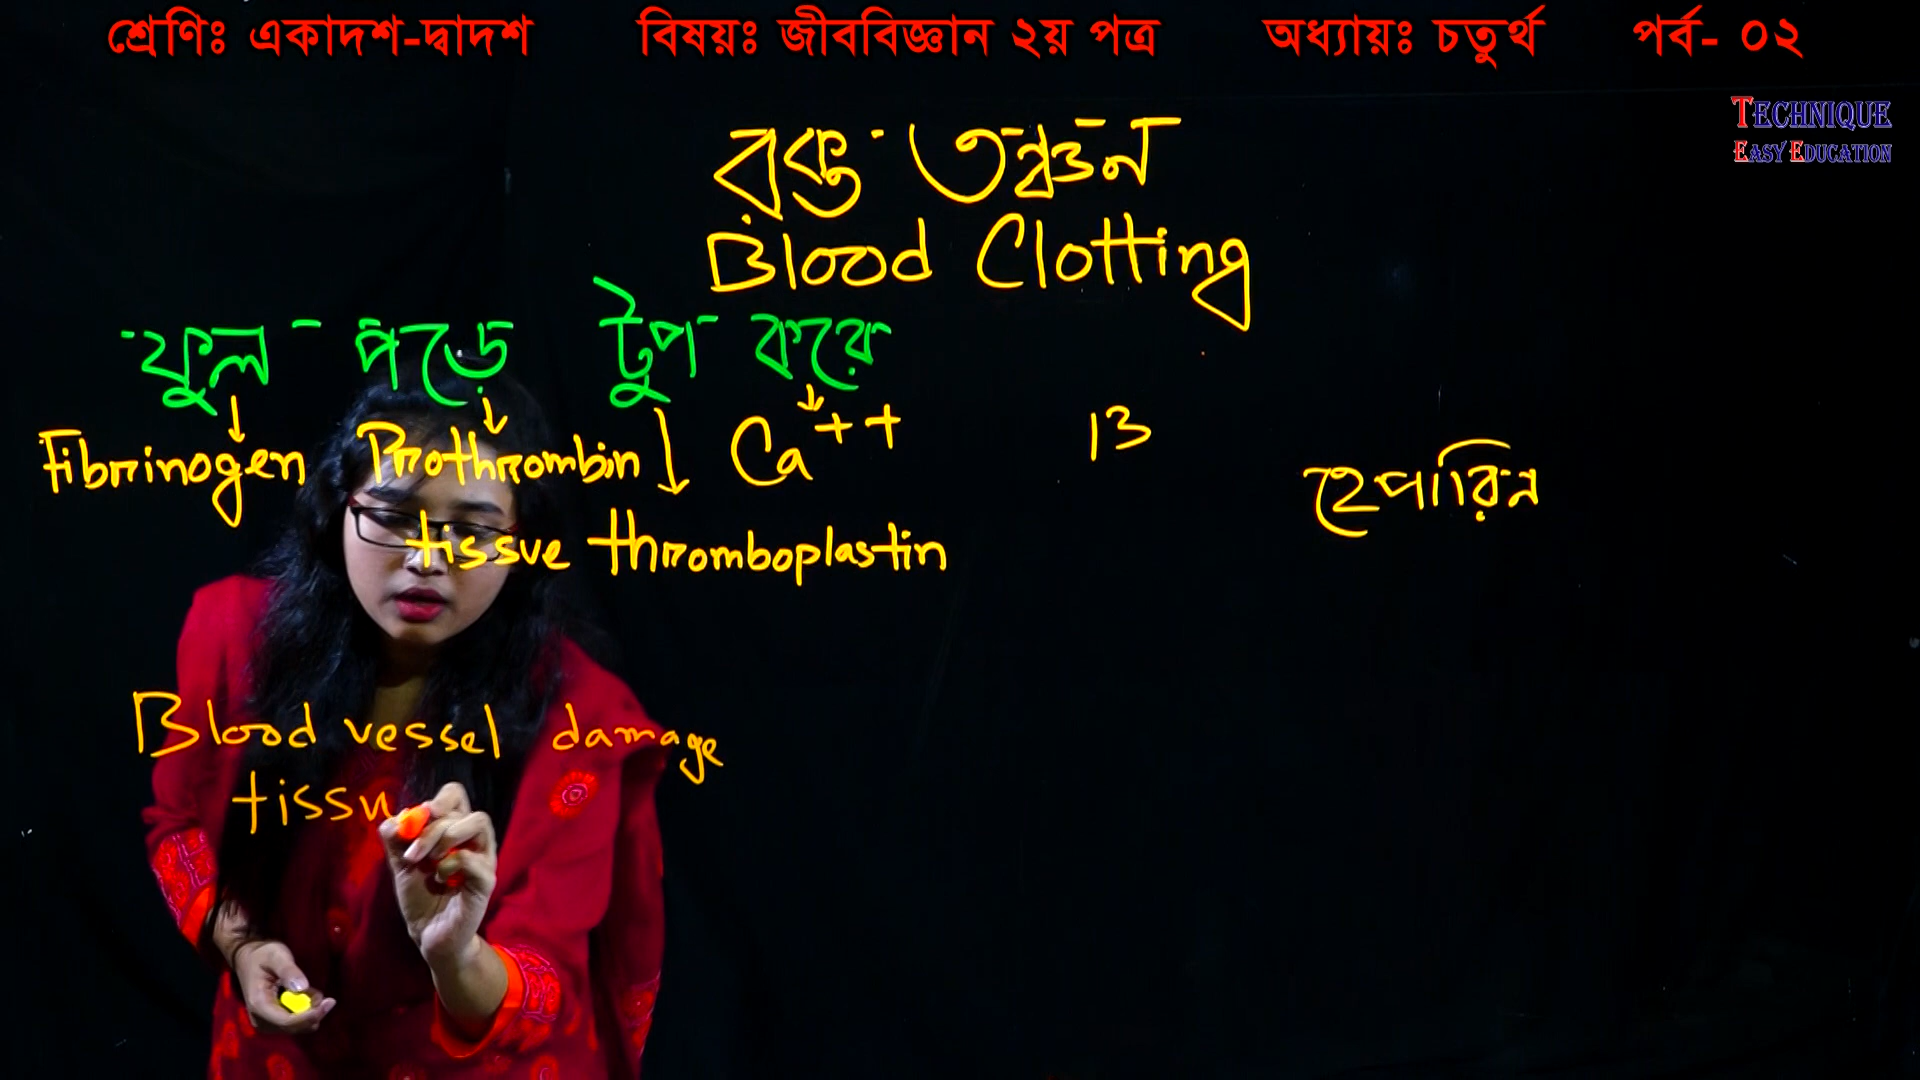 শ্রেণিঃ একাদশ-দ্বাদশ বিষয়ঃ জীববিজ্ঞান ২য় পত্র অধ্যায়ঃ চতুর্থ পর্ব- ০২
TECHNIQUE
EASY EDUCATION
রক্ত তঞ্চন
Blood Clotting
ফুল পড়ে টুপ করে
Fibrinogen Prothrombin Ca++ 13
হেপারিন
tissue thromboplastin
Blood vessel damage
tissu